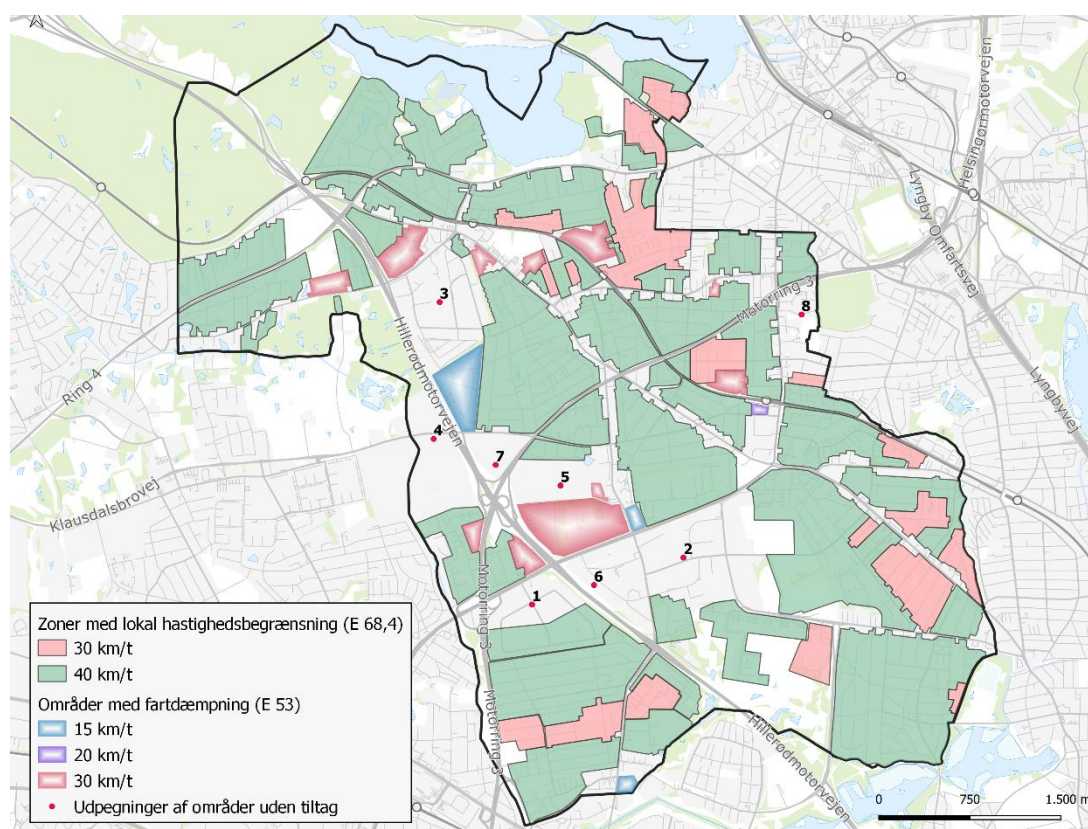 Helsingørmotorvejen
Lyngby Omfartsvej
Motorring 3
8
3
Hillerødmotorvejen
Ring 4
Lyngbyvej
4
7
5
Klausdalsbrovej
2
6
1
Motorring 3
Motorring 3
Hillerødmotorvejen
Zoner med lokal hastighedsbegrænsning (E 68,4)
30 km/t
40 km/t
Områder med fartdæmpning (E 53)
15 km/t
20 km/t
30 km/t
Udpegninger af områder uden tiltag
0 750 1.500 m